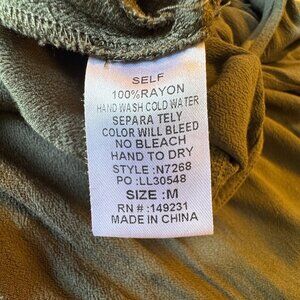 SELF
100%RAYON
HAND WASH COLD WATER
SEPARA TELY
COLOR WILL BLEED
NO BLEACH
HAND TO DRY
STYLE :N7268
PO :LL30548
SIZE : M
RN # :149231
MADE IN CHINA